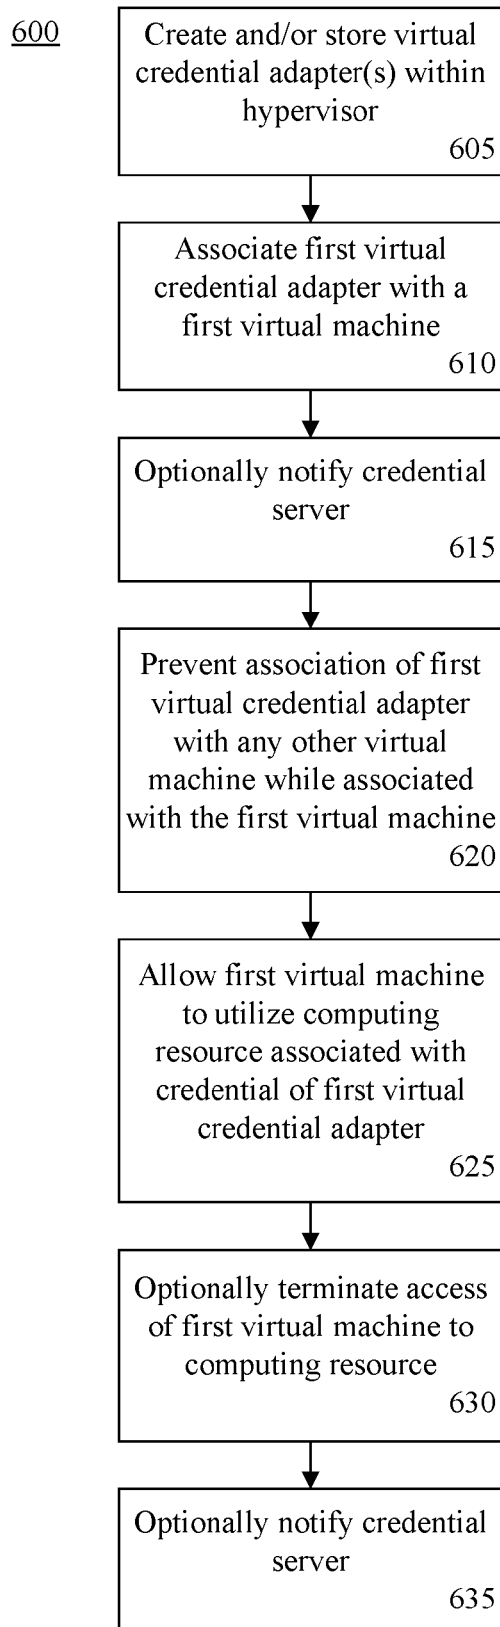 600
Create and/or store virtual
credential adapter(s) within
hypervisor
605
Associate first virtual
credential adapter with a
first virtual machine
610
Optionally notify credential
server
615
Prevent association of first
virtual credential adapter
with any other virtual
machine while associated
with the first virtual machine
620
Allow first virtual machine
to utilize computing
resource associated with
credential of first virtual
credential adapter
625
Optionally terminate access
of first virtual machine to
computing resource
630
Optionally notify credential
server
635